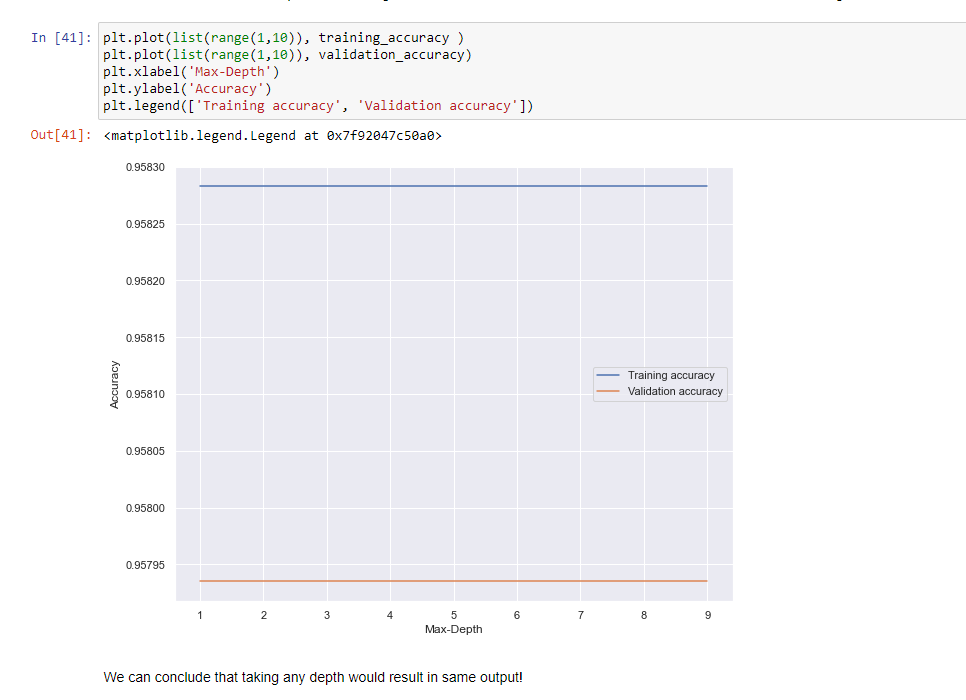 In [41]: plt.plot(list(range(1,10)), training_accuracy )
plt.plot(list(range(1,10)), validation_accuracy)
plt.xlabel('Max-Depth')
plt.ylabel('Accuracy')
plt.legend(['Training accuracy', 'Validation accuracy'])
Out[41]: <matplotlib.legend.Legend at 0x7f92047c50a0>
0.95830
0.95825
0.95820
0.95815
0.95810
0.95805
0.95800
0.95795
Accuracy
Training accuracy
Validation accuracy
1 2 3 4 5 6 7 8 9
Max-Depth
We can conclude that taking any depth would result in same output!